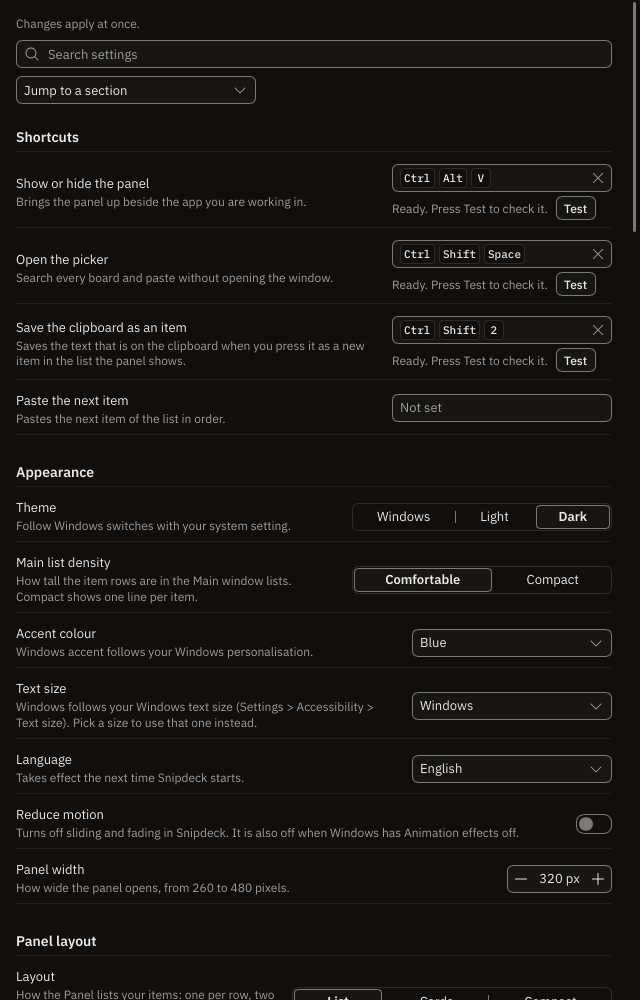 Changes apply at once.
Search settings
Jump to a section
Shortcuts
Show or hide the panel
Brings the panel up beside the app you are working in.
Ctrl Alt V
Ready. Press Test to check it. Test
Open the picker
Search every board and paste without opening the window.
Ctrl Shift Space
Ready. Press Test to check it. Test
Save the clipboard as an item
Saves the text that is on the clipboard when you press it as a new
item in the list the panel shows.
Ctrl Shift 2
Ready. Press Test to check it. Test
Paste the next item
Pastes the next item of the list in order.
Not set
Appearance
Theme
Follow Windows switches with your system setting.
Windows | Light Dark
Main list density
How tall the item rows are in the Main window lists.
Compact shows one line per item.
Comfortable Compact
Accent colour
Windows accent follows your Windows personalisation.
Blue
Text size
Windows follows your Windows text size (Settings > Accessibility >
Text size). Pick a size to use that one instead.
Windows
Language
Takes effect the next time Snipdeck starts.
English
Reduce motion
Turns off sliding and fading in Snipdeck. It is also off when Windows has Animation effects off.
Panel width
How wide the panel opens, from 260 to 480 pixels.
320 px
Panel layout
Layout
How the Panel lists your items: one per row, two
List Cards Compact